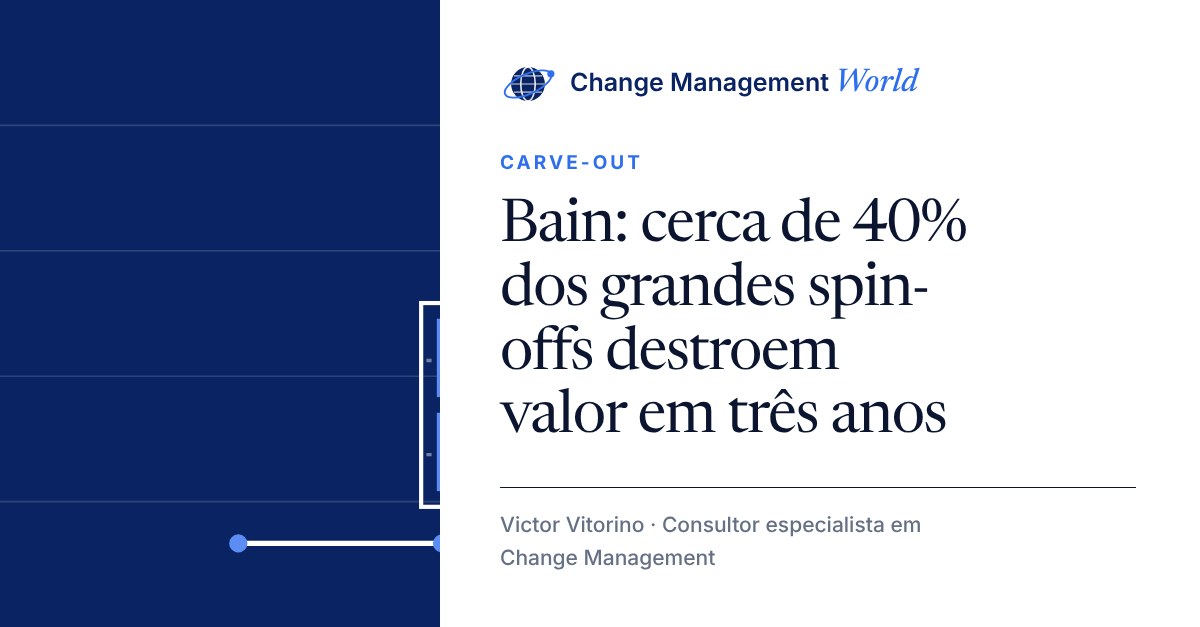 Change Management World
CARVE-OUT
Bain: cerca de 40%
dos grandes spin-
offs destroem
valor em três anos
Victor Vitorino · Consultor especialista em
Change Management